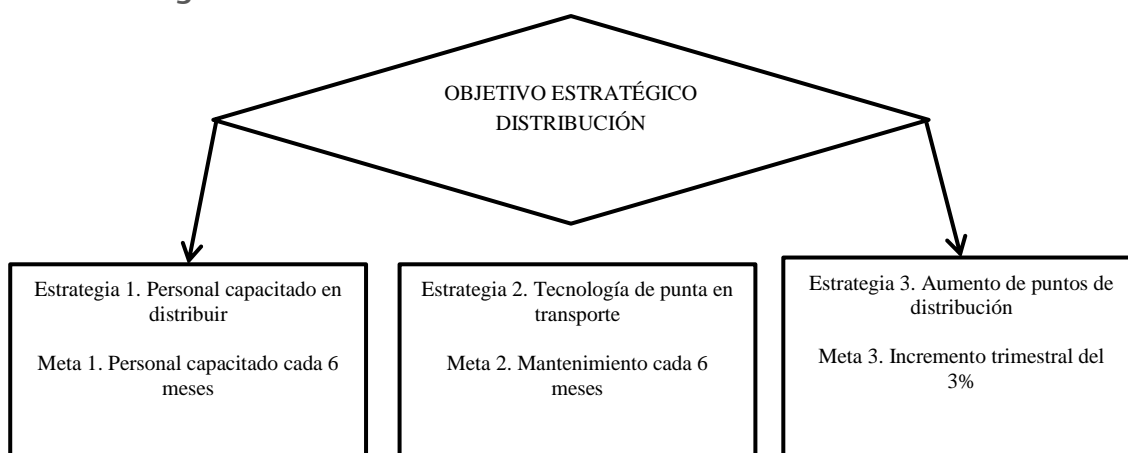 OBJETIVO ESTRATÉGICO
DISTRIBUCIÓN
Estrategia 1. Personal capacitado en
distribuir
Meta 1. Personal capacitado cada 6
meses
Estrategia 2. Tecnología de punta en
transporte
Meta 2. Mantenimiento cada 6
meses
Estrategia 3. Aumento de puntos de
distribución
Meta 3. Incremento trimestral del
3%